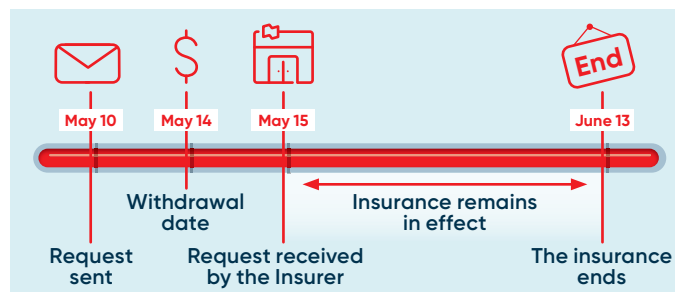 End
May 10
May 14
May 15
June 13
Withdrawal
date
Insurance remains
in effect
Request
sent
Request received
by the Insurer
The insurance
ends